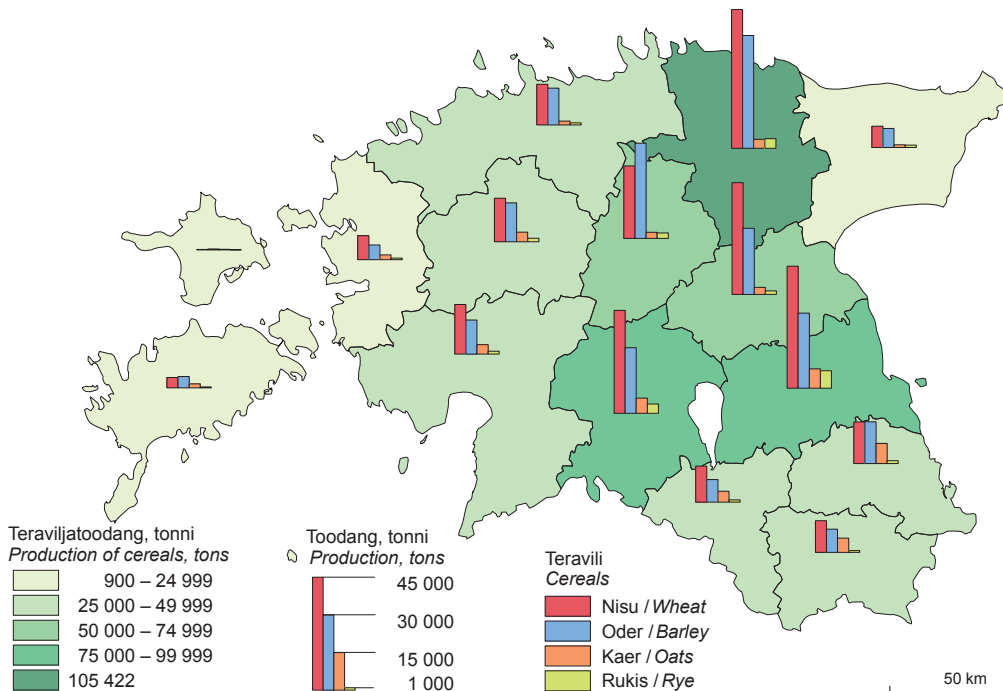 Teraviljatoodang, tonni
Production of cereals, tons
900 – 24 999
25 000 – 49 999
50 000 – 74 999
75 000 – 99 999
105 422
Toodang, tonni
Production, tons
45 000
30 000
15 000
1 000
Teravili
Cereals
Nisu / Wheat
Oder / Barley
Kaer / Oats
Rukis / Rye
50 km